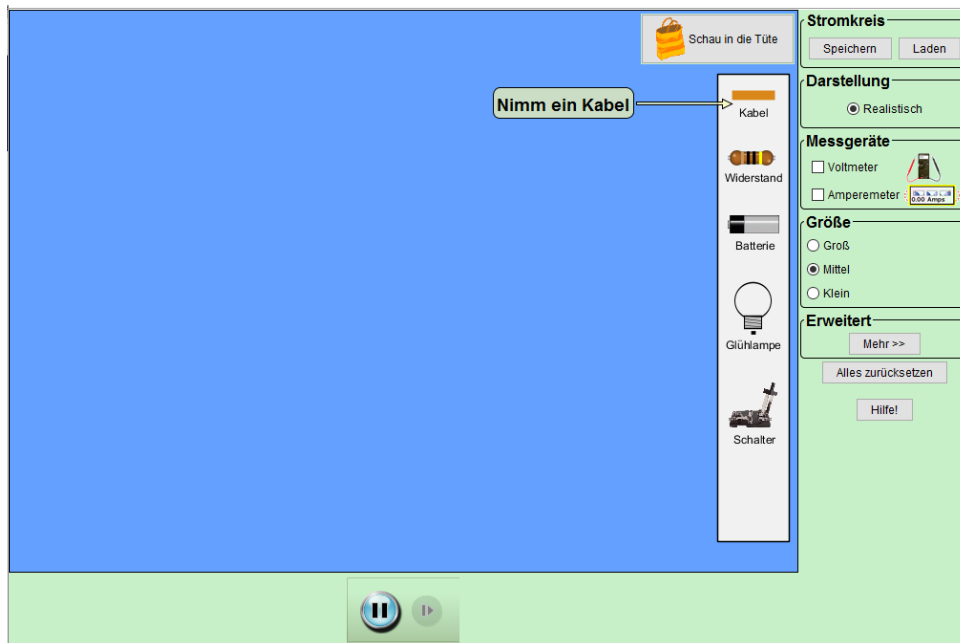 Schau in die Tüte
Nimm ein Kabel
Kabel
Widerstand
Batterie
Glühlampe
Schalter
Stromkreis
Speichern
Laden
Darstellung
Realistisch
Messgeräte
Voltmeter
Amperemeter
0.00 Amps
Größe
Groß
Mittel
Klein
Erweitert
Mehr >>
Alles zurücksetzen
Hilfe!